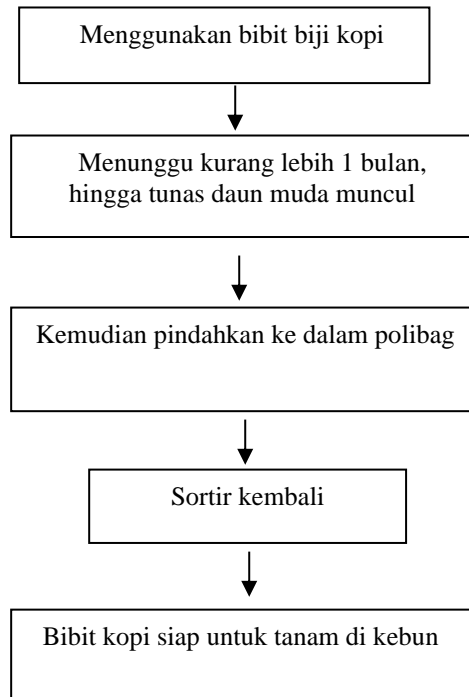 Menggunakan bibit biji kopi
Menunggu kurang lebih 1 bulan,
hingga tunas daun muda muncul
Kemudian pindahkan ke dalam polibag
Sortir kembali
Bibit kopi siap untuk tanam di kebun